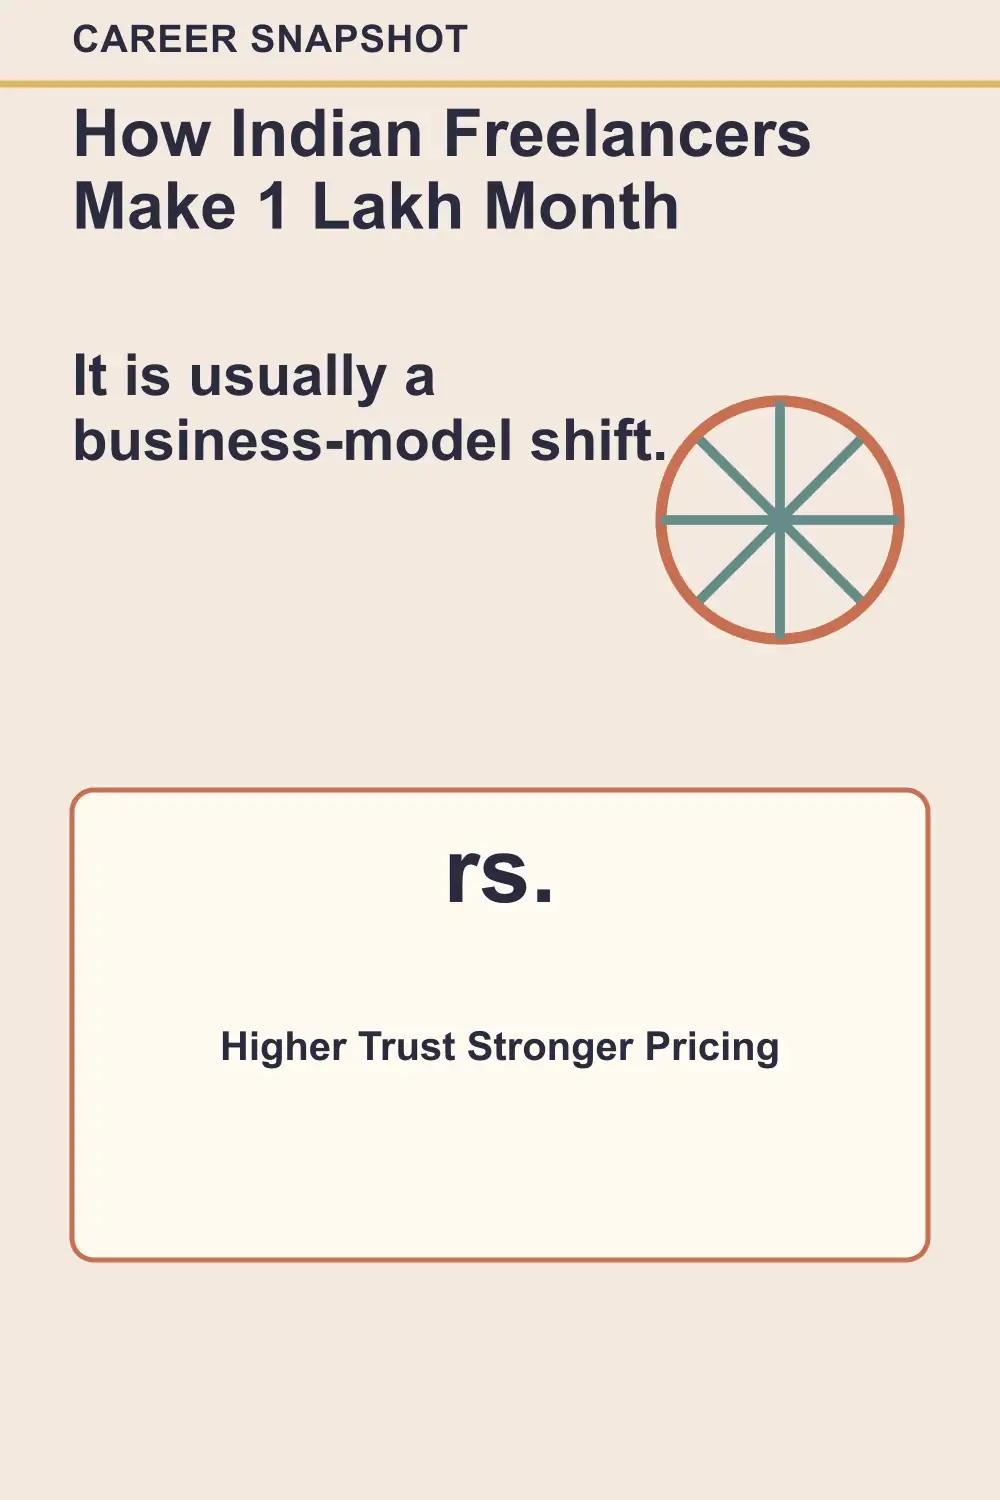 CAREER SNAPSHOT
How Indian Freelancers
Make 1 Lakh Month
It is usually a
business-model shift.
rs.
Higher Trust Stronger Pricing